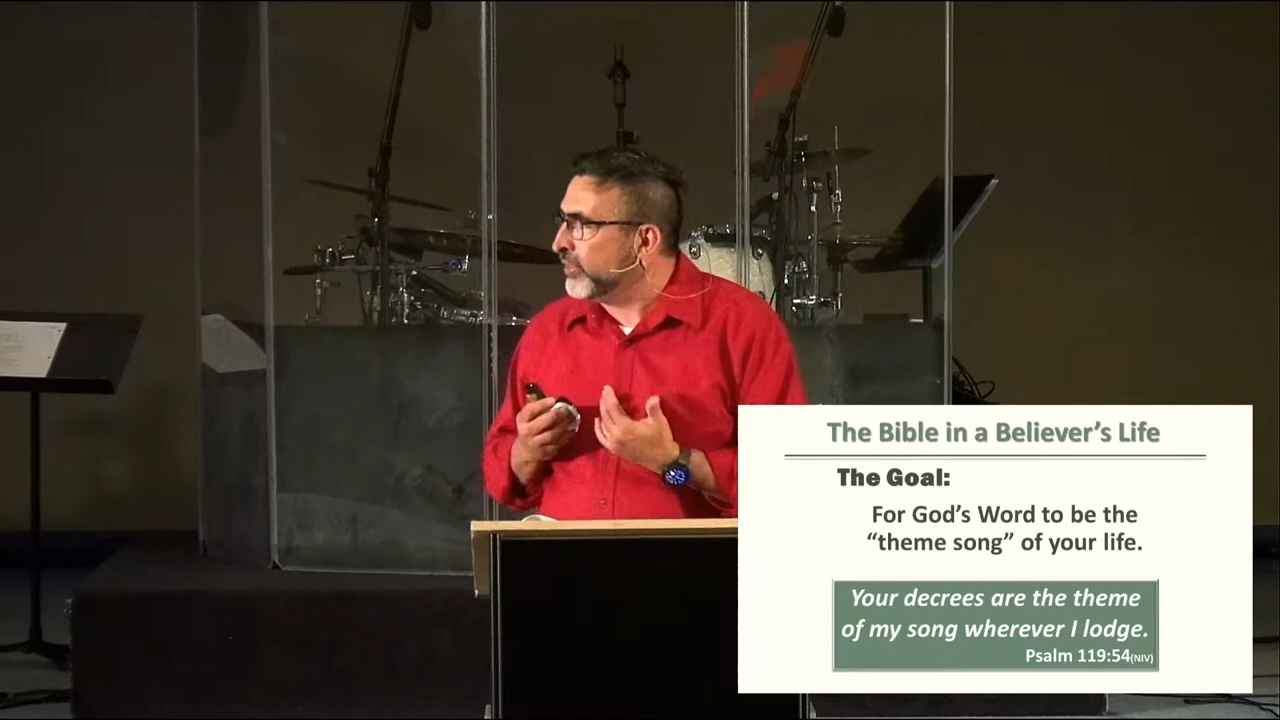 The Bible in a Believer's Life
The Goal:
For God's Word to be the
“theme song” of your life.
Your decrees are the theme
of my song wherever I lodge.
Psalm 119:54(NIV)